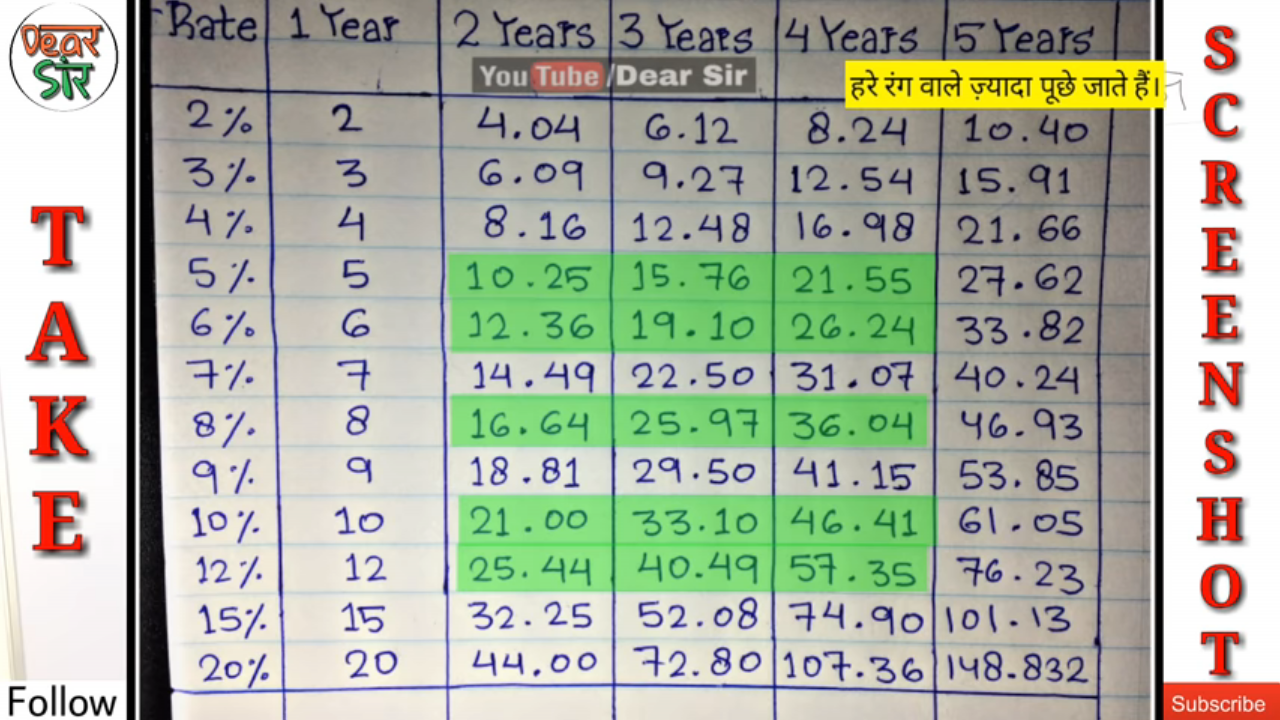 Dear
सर
TAKE
Follow
Rate 1 Year 2 Years 3 Years 4 Years 5 Years
YouTube/Dear Sir
हरे रंग वाले ज़्यादा पूछे जाते हैं।
2% 2 4.04 6.12 8.24 10.40
3% 3 6.09 9.27 12.54 15.91
4% 4 8.16 12.48 16.98 21.66
5% 5 10.25 15.76 21.55 27.62
6% 6 12.36 19.10 26.24 33.82
7% 7 14.49 22.50 31.07 40.24
8% 8 16.64 25.97 36.04 46.93
9% 9 18.81 29.50 41.15 53.85
10% 10 21.00 33.10 46.41 61.05
12% 12 25.44 40.49 57.35 76.23
15% 15 32.25 52.08 74.90 101.13
20% 20 44.00 72.80 107.36 148.832
SCREENSHOT
Subscribe